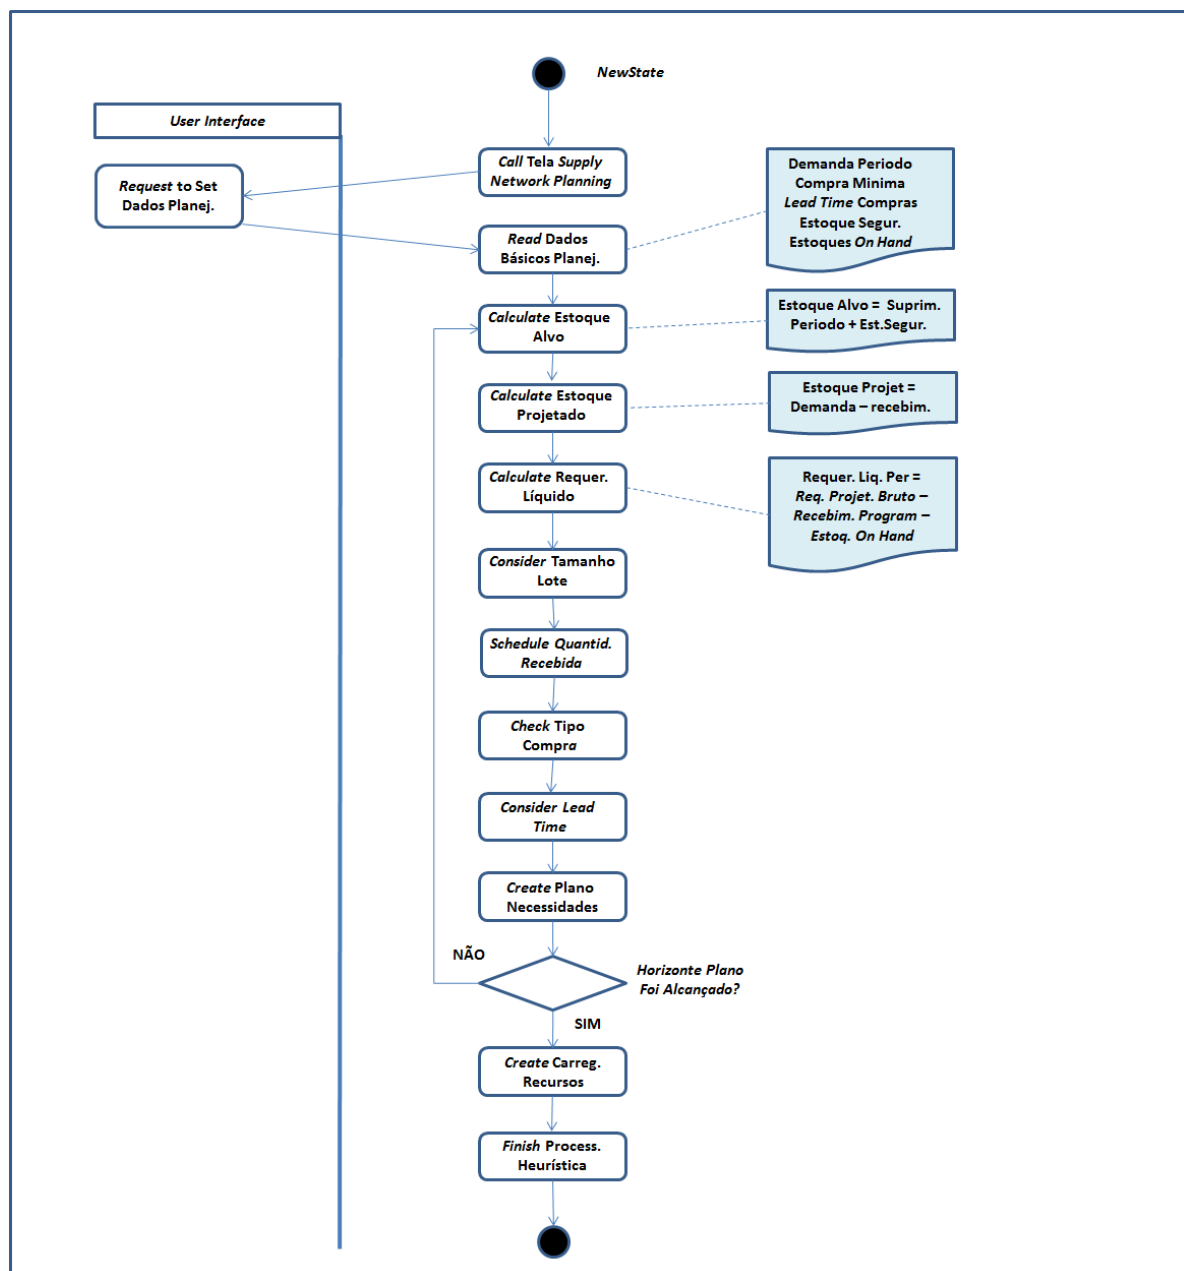 NewState
User Interface
Call Tela Supply
Network Planning
Request to Set
Dados Planej.
Demanda Periodo
Compra Minima
Lead Time Compras
Estoque Segur.
Estoques On Hand
Read Dados
Básicos Planej.
Calculate Estoque
Alvo
Estoque Alvo = Suprim.
Periodo + Est.Segur.
Calculate Estoque
Projetado
Estoque Projet =
Demanda – recebim.
Calculate Requer.
Líquido
Requer. Liq. Per =
Req. Projet. Bruto –
Recebim. Program –
Estoq. On Hand
Consider Tamanho
Lote
Schedule Quantid.
Recebida
Check Tipo
Compra
Consider Lead
Time
Create Plano
Necessidades
NÃO
Horizonte Plano
Foi Alcançado?
SIM
Create Carreg.
Recursos
Finish Process.
Heurística